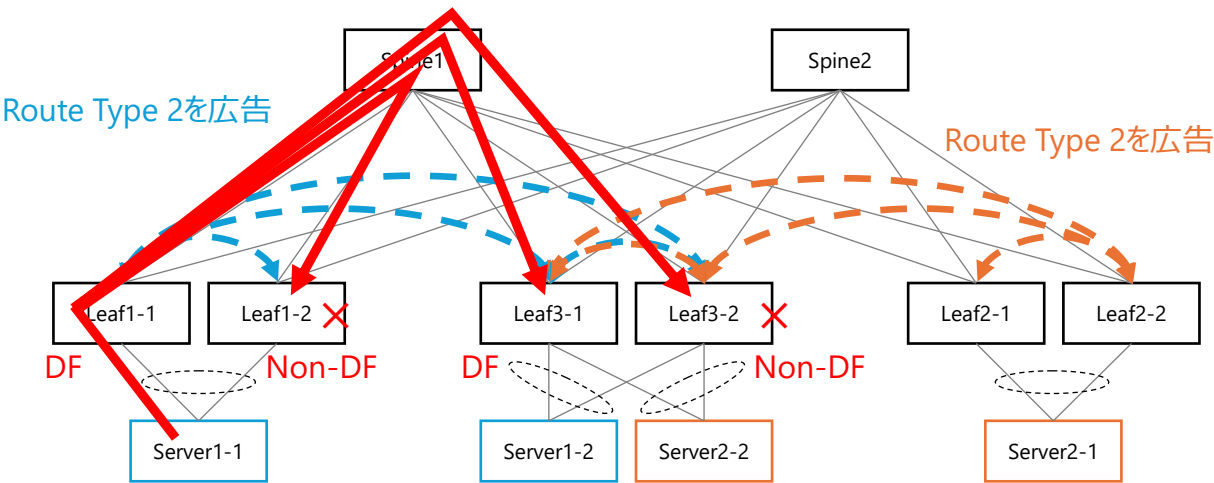 Spine1
Spine2
Route Type 2を広告
Route Type 2を広告
Leaf1-1
Leaf1-2
Leaf3-1
Leaf3-2
Leaf2-1
Leaf2-2
DF
Non-DF
DF
Non-DF
Server1-1
Server1-2
Server2-2
Server2-1